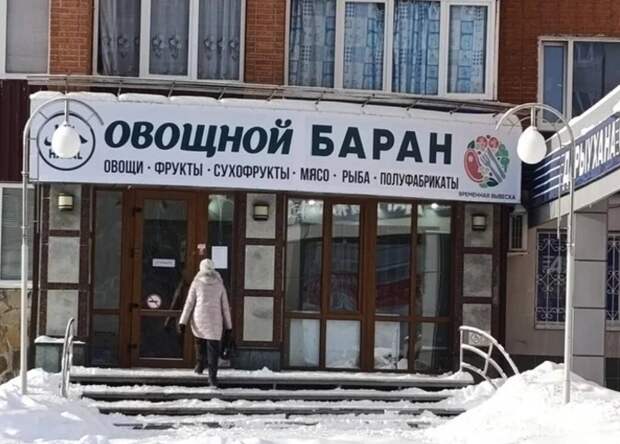 ОВОЩНОЙ БАРАН
ОВОЩИ · ФРУКТЫ · СУХОФРУКТЫ · МЯСО · РЫБА · ПОЛУФАБРИКАТЫ
ВРЕМЕННАЯ ВЫВЕСКА